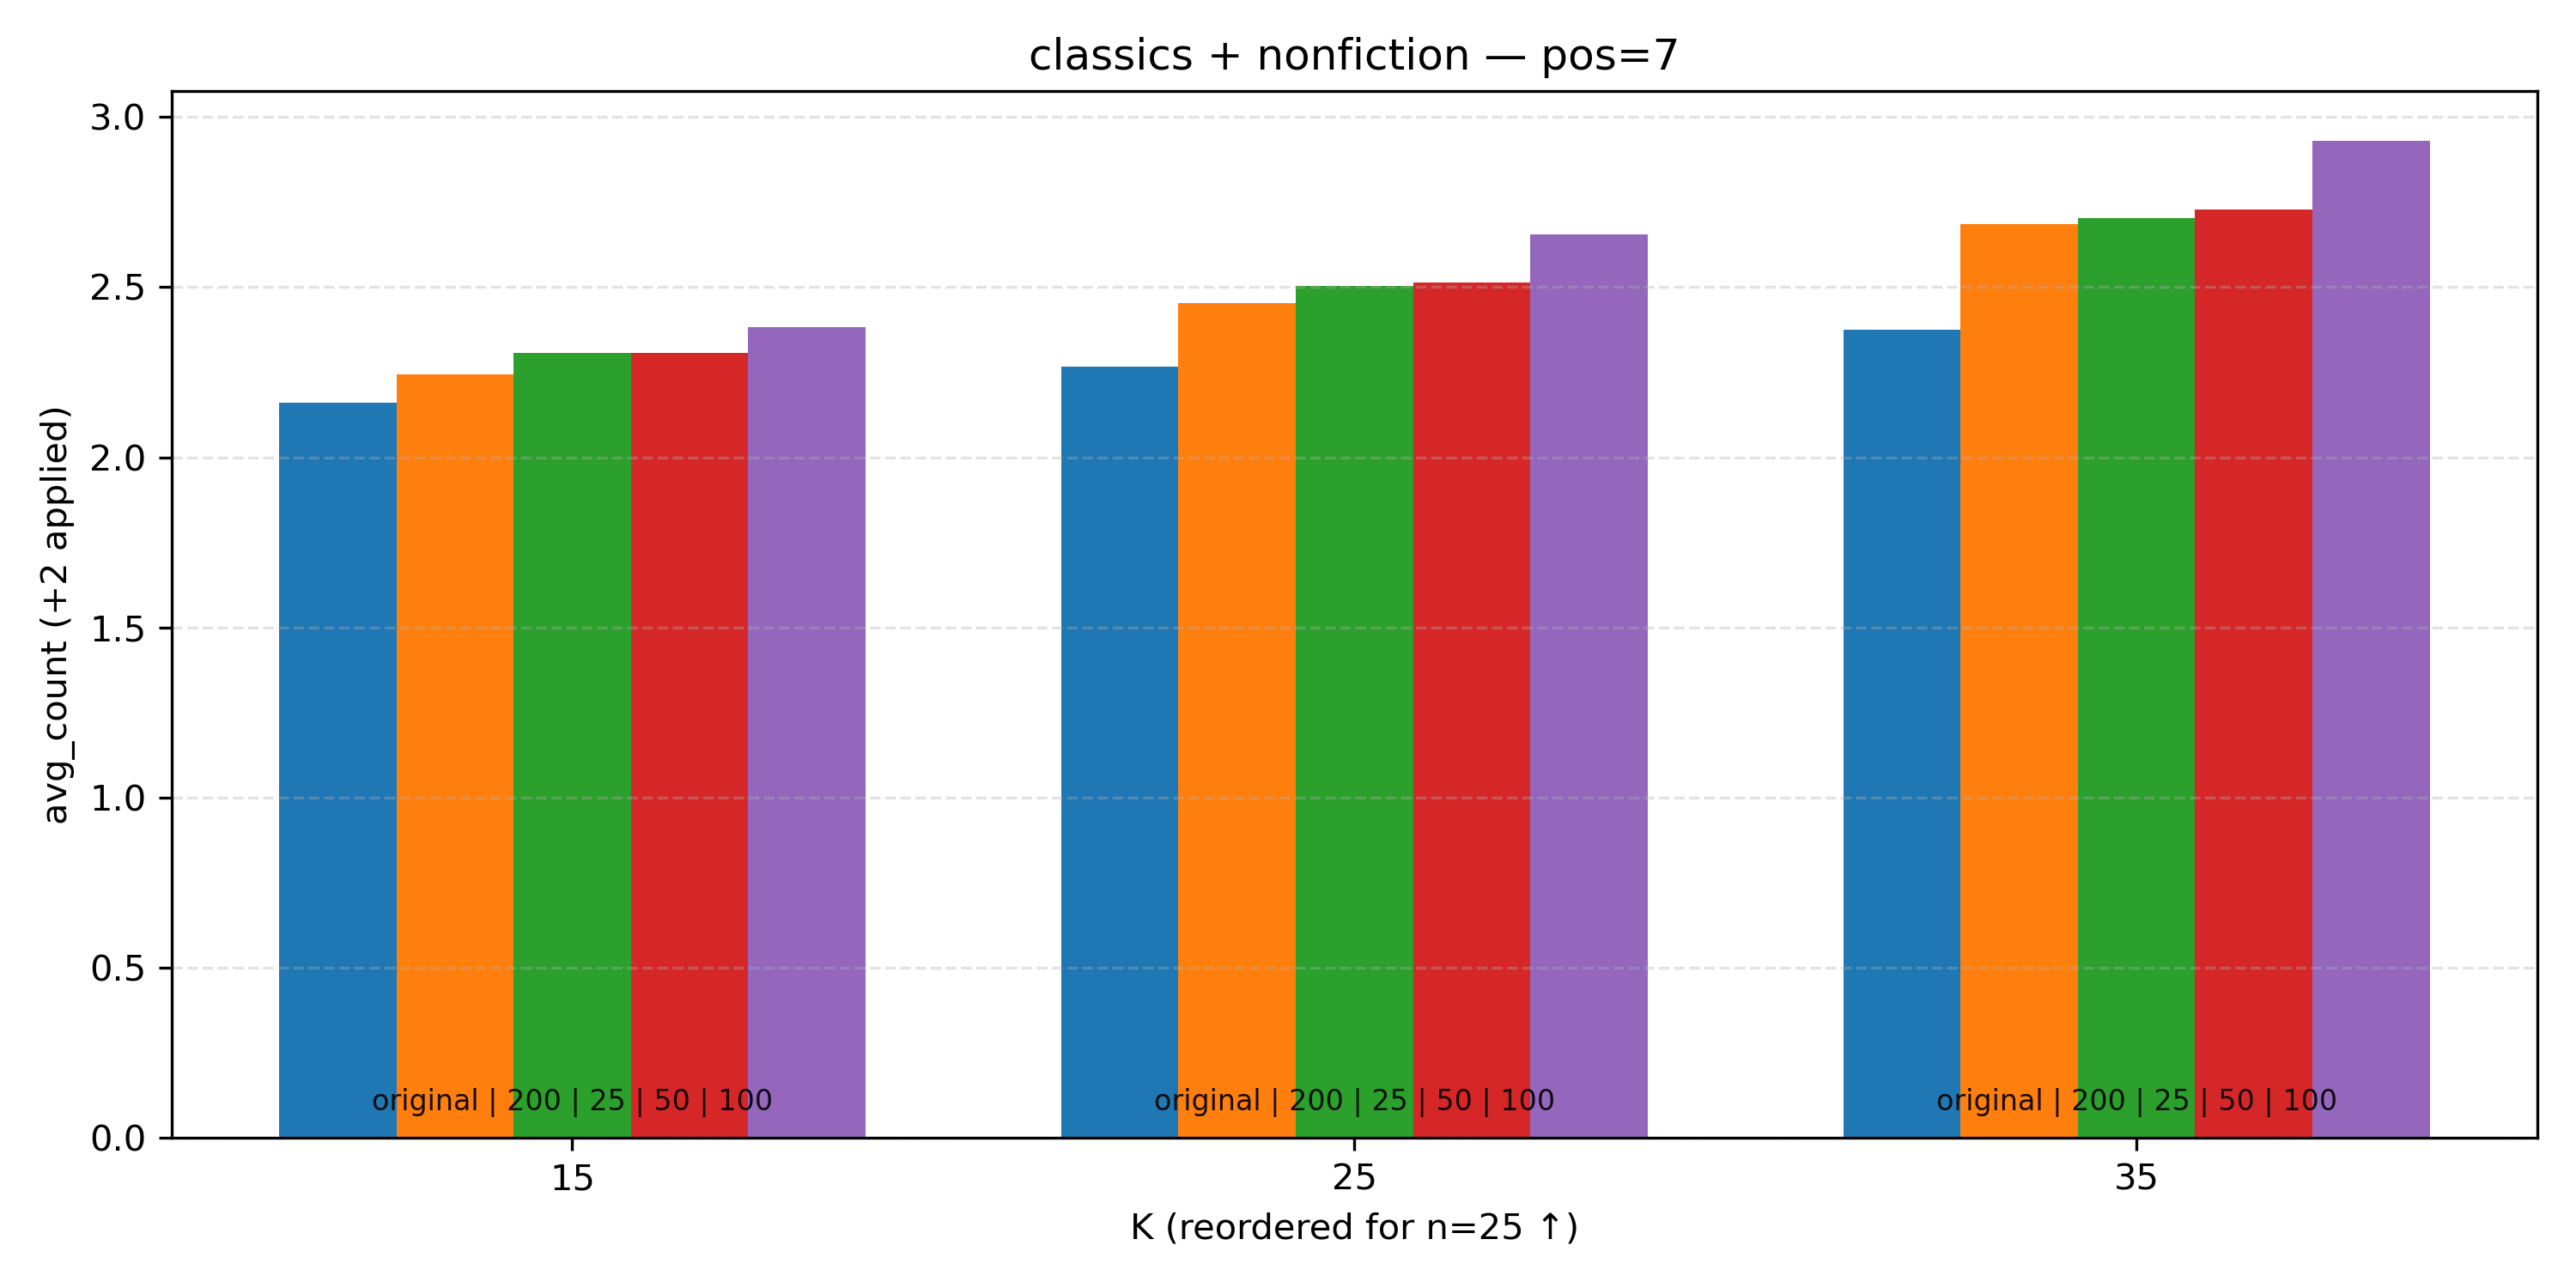 classics + nonfiction — pos=7
avg_count (+2 applied)
3.0
2.5
2.0
1.5
1.0
0.5
0.0
original | 200 | 25 | 50 | 100
original | 200 | 25 | 50 | 100
original | 200 | 25 | 50 | 100
15
25
35
K (reordered for n=25 ↑)